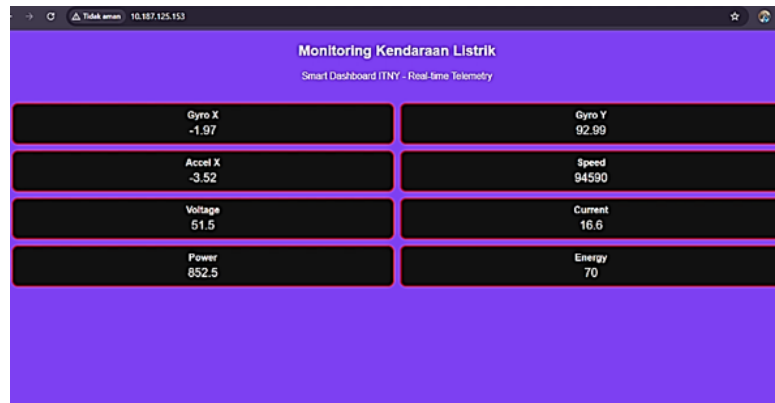 Tidak aman 10.187.125.153
Monitoring Kendaraan Listrik
Smart Dashboard ITNY - Real-time Telemetry
Gyro X
-1.97
Gyro Y
92.99
Accel X
-3.52
Speed
94590
Voltage
51.5
Current
16.6
Power
852.5
Energy
70